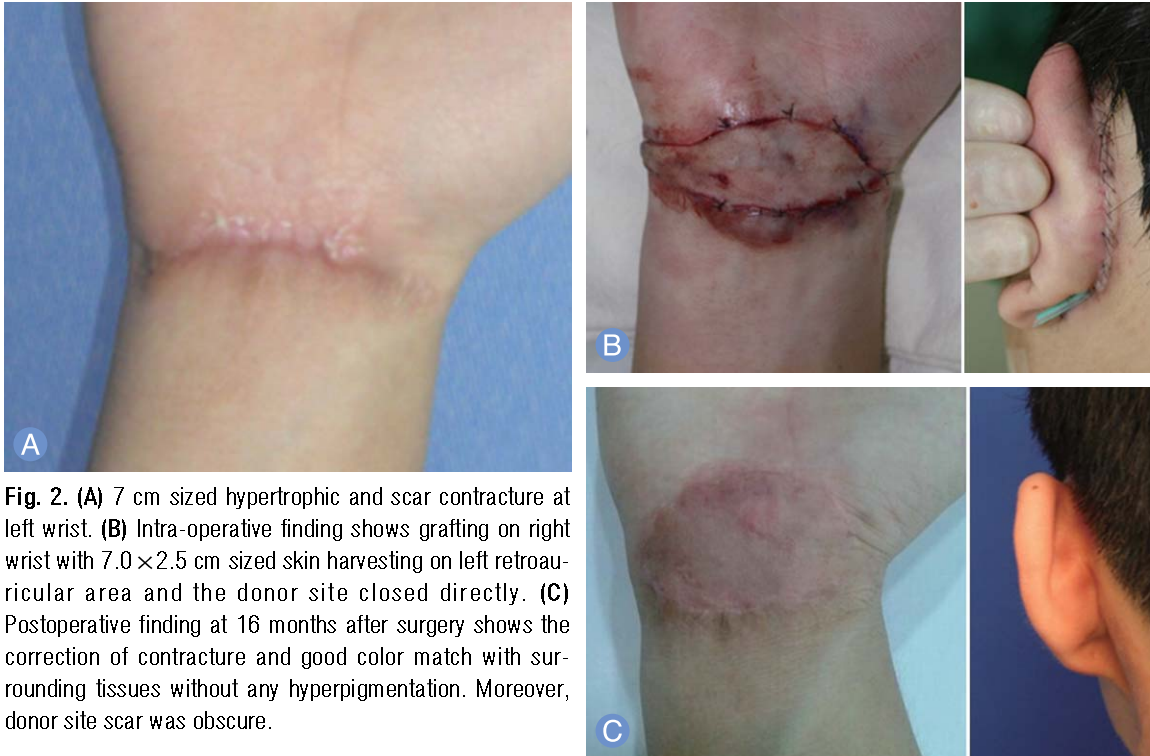 A
B
C
Fig. 2. (A) 7 cm sized hypertrophic and scar contracture at
left wrist. (B) Intra-operative finding shows grafting on right
wrist with 7.0×2.5 cm sized skin harvesting on left retroau-
ricular area and the donor site closed directly. (C)
Postoperative finding at 16 months after surgery shows the
correction of contracture and good color match with sur-
rounding tissues without any hyperpigmentation. Moreover,
donor site scar was obscure.